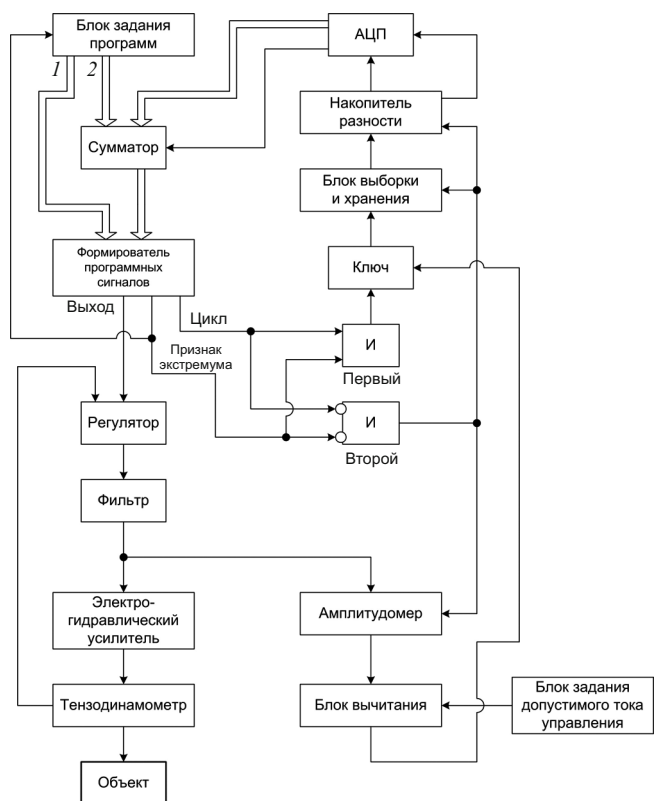 Блок задания
программ
АЦП
1
2
Накопитель
разности
Сумматор
Блок выборки
и хранения
Формирователь
программных
сигналов
Ключ
Выход
Цикл
Признак
экстремума
И
Первый
Регулятор
И
Второй
Фильтр
Электро-
гидравлический
усилитель
Амплитудомер
Тензодинамометр
Блок вычитания
Блок задания
допустимого тока
управления
Объект